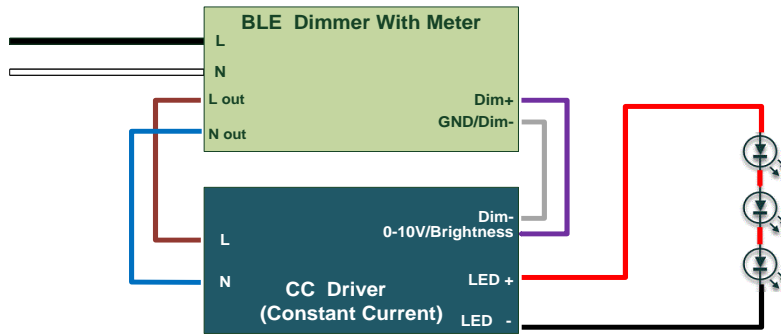 BLE Dimmer With Meter
L
N
L out
Dim+
GND/Dim-
N out
Dim-
0-10V/Brightness
L
N
LED +
CC Driver
(Constant Current)
LED -